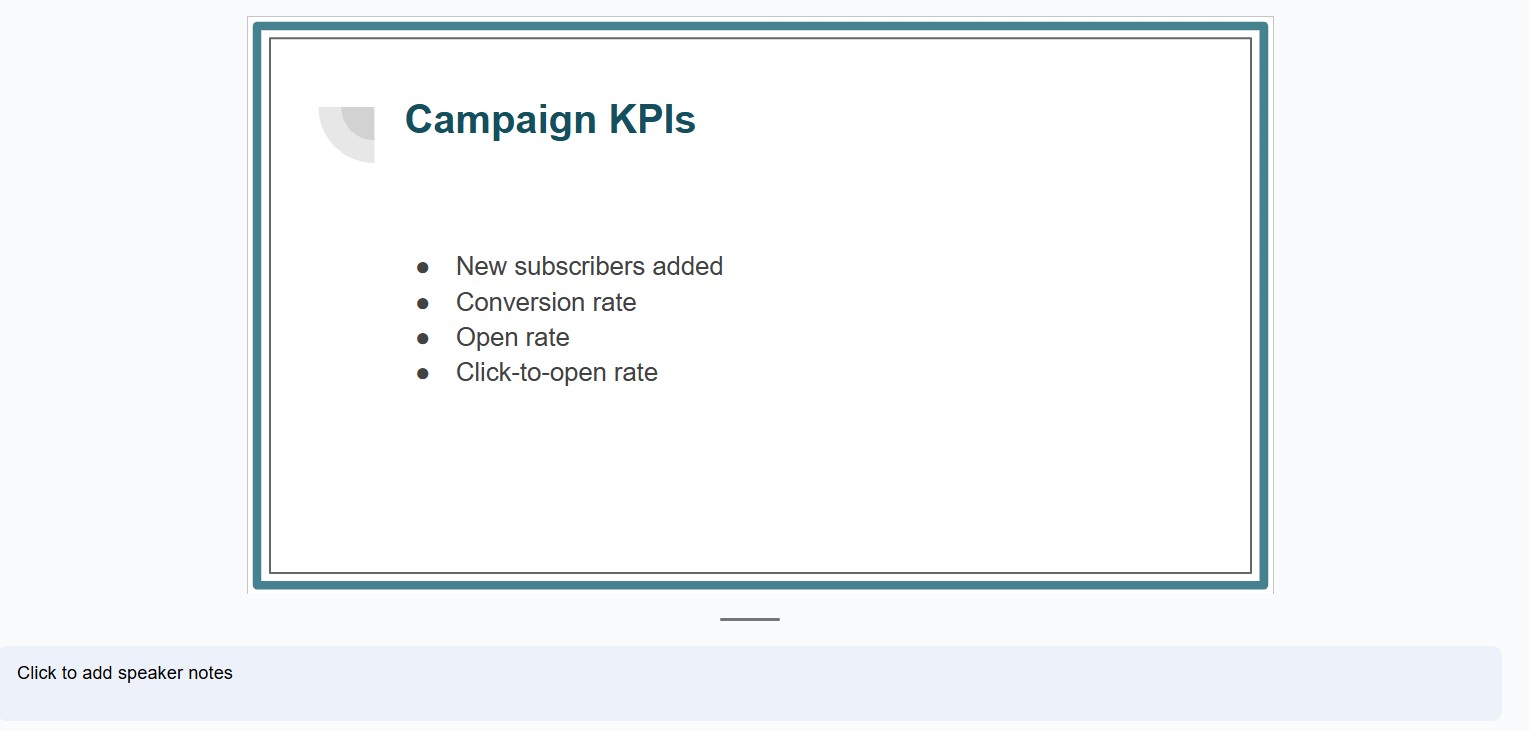 Campaign KPIs
● New subscribers added
● Conversion rate
● Open rate
● Click-to-open rate
Click to add speaker notes